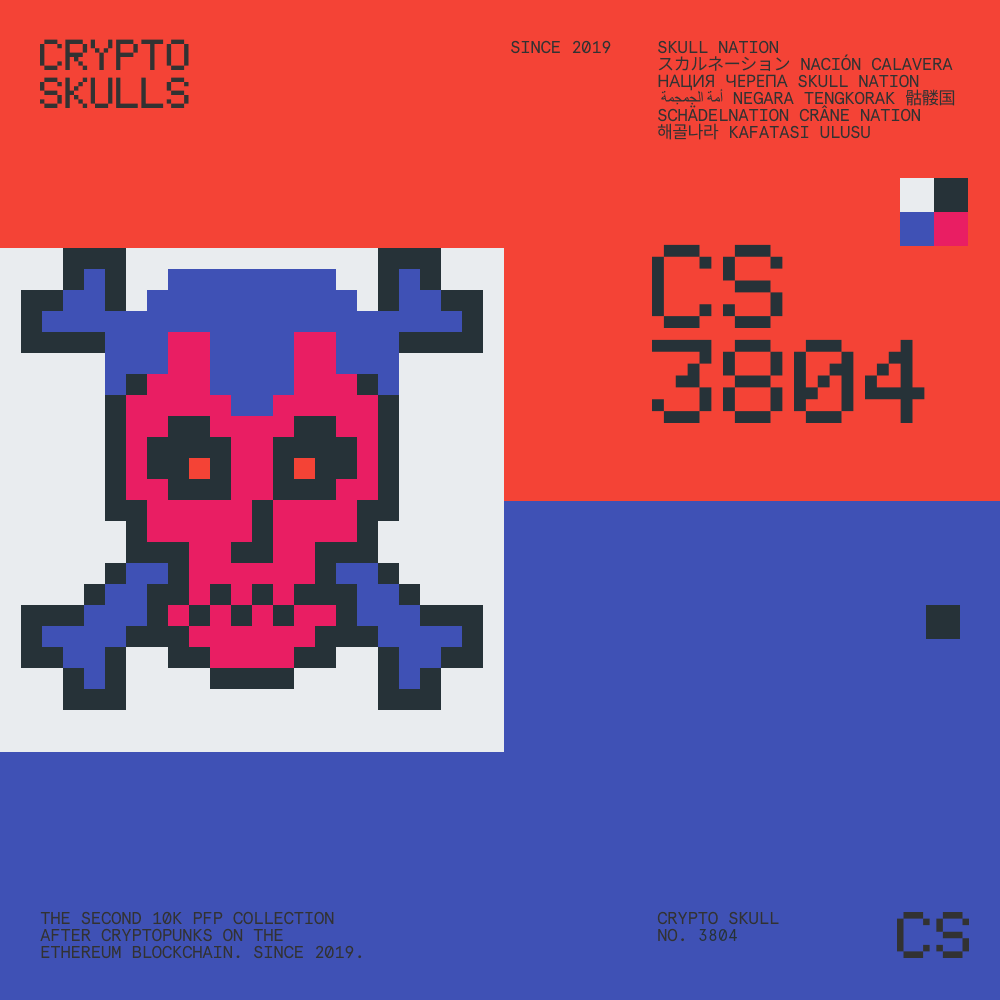 CRYPTO
SKULLS
SINCE 2019
SKULL NATION
スカルネーション NACIÓN CALAVERA
НАЦИЯ ЧЕРЕПА SKULL NATION
أمة الجمجمة NEGARA TENGKORAK 骷髅国
SCHÄDELNATION CRÂNE NATION
해골나라 KAFATASI ULUSU
CS
3804
THE SECOND 10K PFP COLLECTION
AFTER CRYPTOPUNKS ON THE
ETHEREUM BLOCKCHAIN. SINCE 2019.
CRYPTO SKULL
NO. 3804
CS